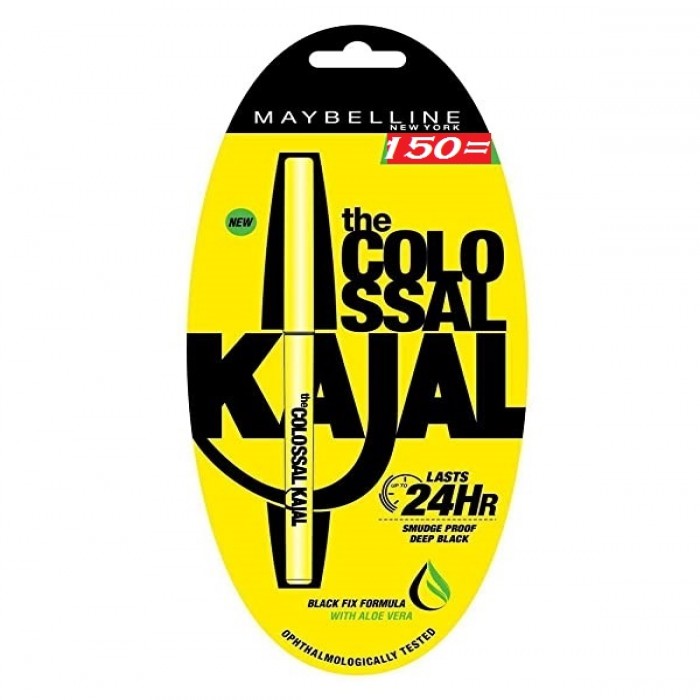 MAYBELLINE
NEW YORK
150=
NEW
the
COLO
SSAL
KAJAL
the COLOSSAL KAJAL
LASTS
UP TO
24HR
SMUDGE PROOF
DEEP BLACK
BLACK FIX FORMULA
WITH ALOE VERA
OPHTHALMOLOGICALLY TESTED